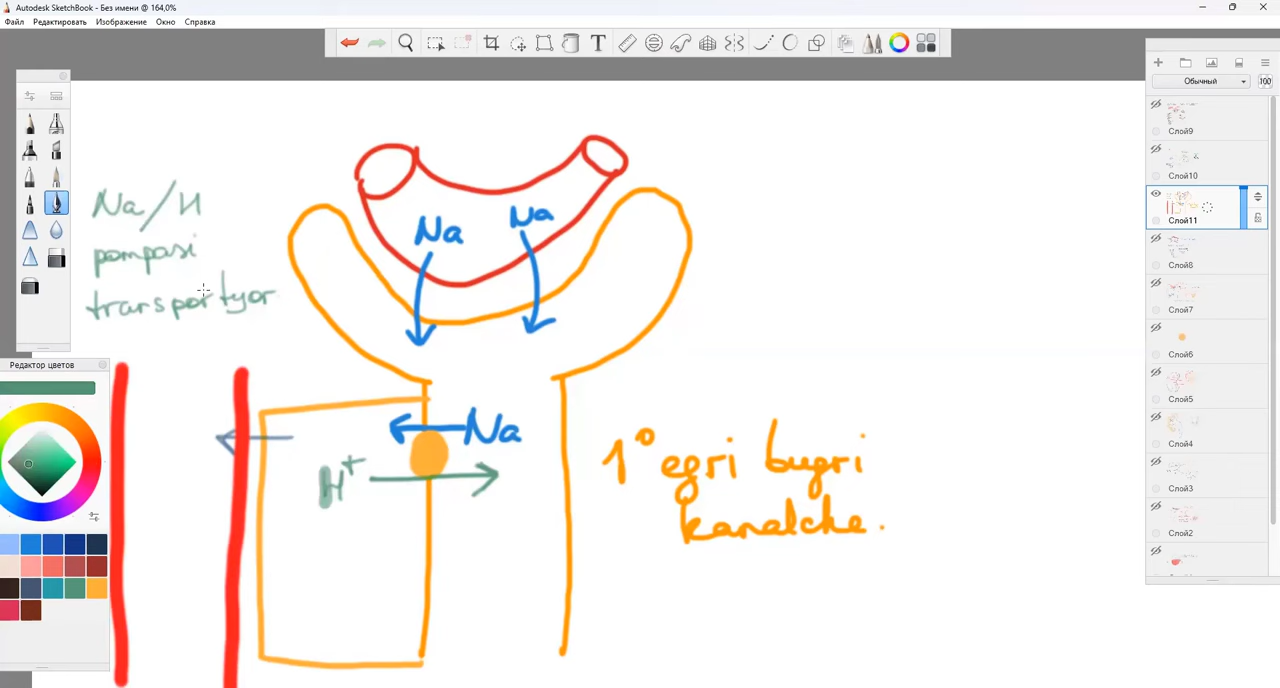 Autodesk SketchBook - Без имени @ 164,0%
Файл Редактировать Изображение Окно Справка
Обычный 100
Слой9
Слой10
Слой11
Слой8
Слой7
Слой6
Слой5
Слой4
Слой3
Слой2
Na/H
pompasi
transportyor
Na Na
Редактор цветов
Na
H+
1° egri bugri
kanalche.